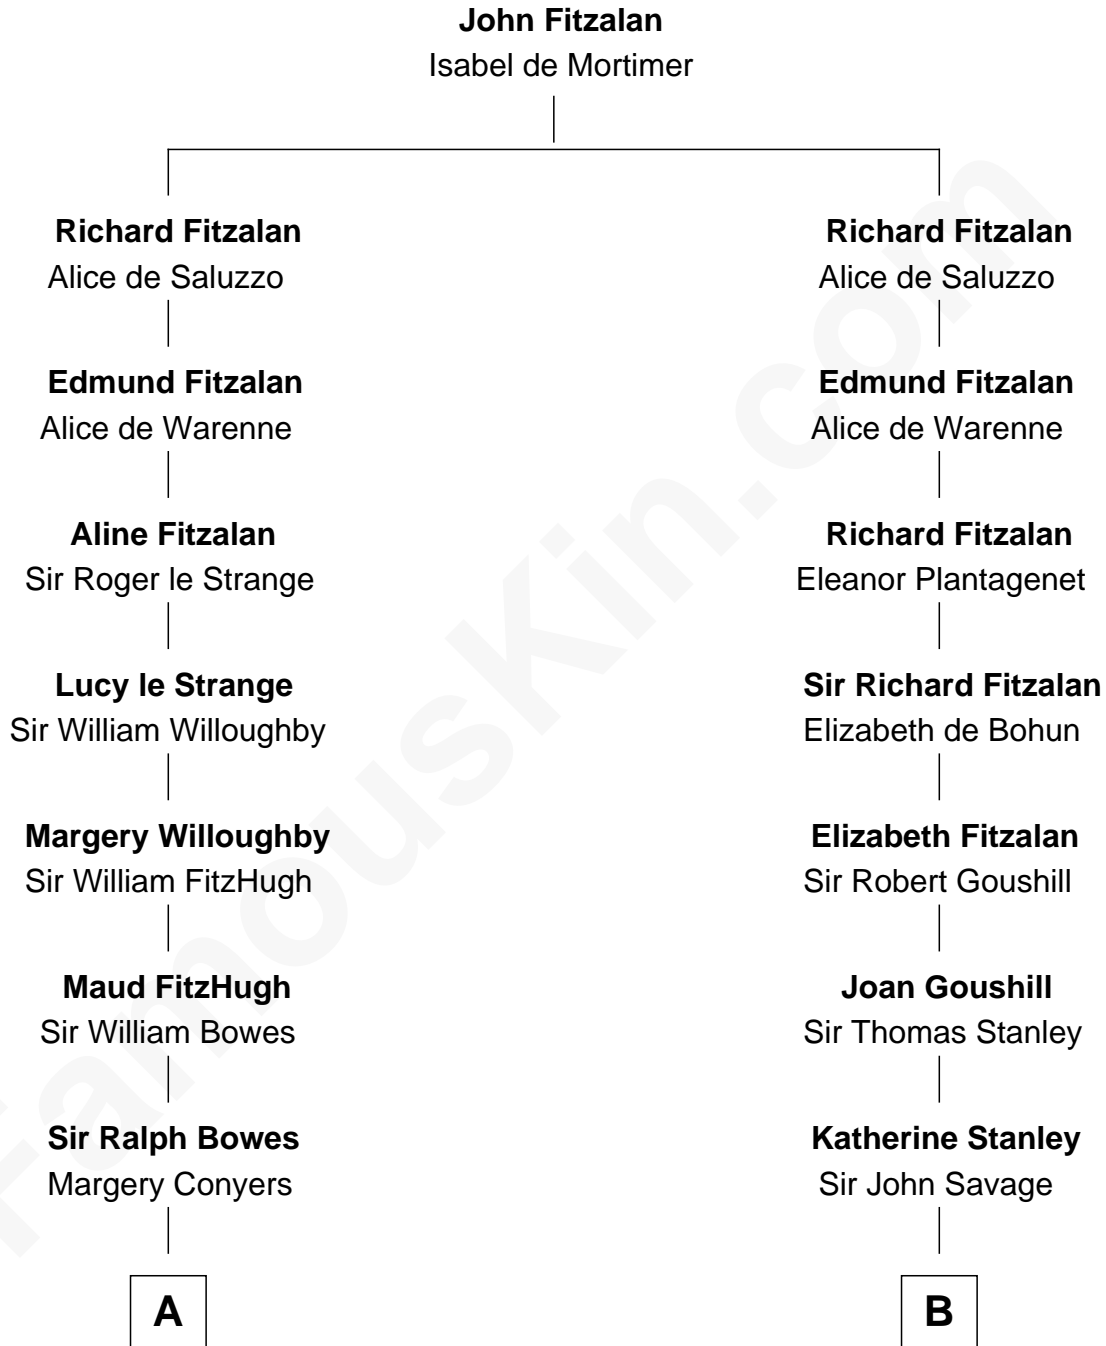 John Fitzalan
Isabel de Mortimer
Richard Fitzalan
Alice de Saluzzo
Edmund Fitzalan
Alice de Warenne
Aline Fitzalan
Sir Roger le Strange
Lucy le Strange
Sir William Willoughby
Margery Willoughby
Sir William FitzHugh
Maud FitzHugh
Sir William Bowes
Sir Ralph Bowes
Margery Conyers
A
Richard Fitzalan
Alice de Saluzzo
Edmund Fitzalan
Alice de Warenne
Richard Fitzalan
Eleanor Plantagenet
Sir Richard Fitzalan
Elizabeth de Bohun
Elizabeth Fitzalan
Sir Robert Goushill
Joan Goushill
Sir Thomas Stanley
Katherine Stanley
Sir John Savage
B
FamousKin.com